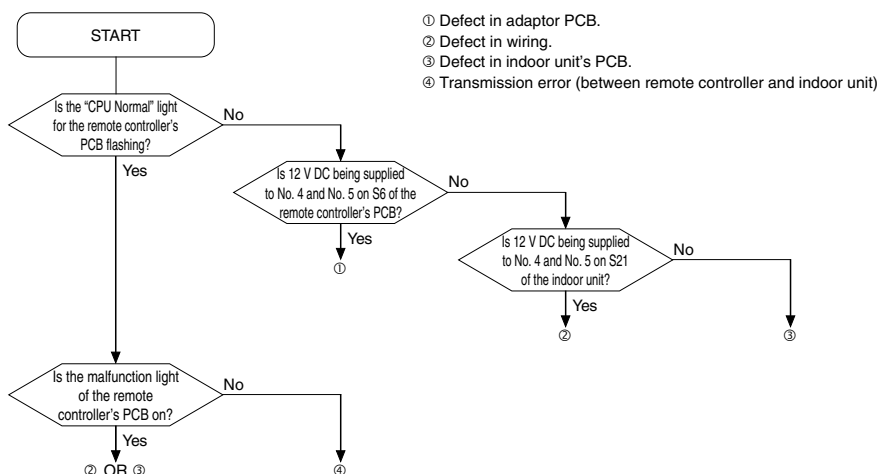 START
① Defect in adaptor PCB.
② Defect in wiring.
③ Defect in indoor unit's PCB.
④ Transmission error (between remote controller and indoor unit)
Is the “CPU Normal” light
for the remote controller's
PCB flashing?
No
Yes
Is 12 V DC being supplied
to No. 4 and No. 5 on S6 of the
remote controller's PCB?
No
Yes
①
Is 12 V DC being supplied
to No. 4 and No. 5 on S21
of the indoor unit?
No
Yes
②
③
Is the malfunction light
of the remote
controller's PCB on?
No
Yes
② OR ③
④